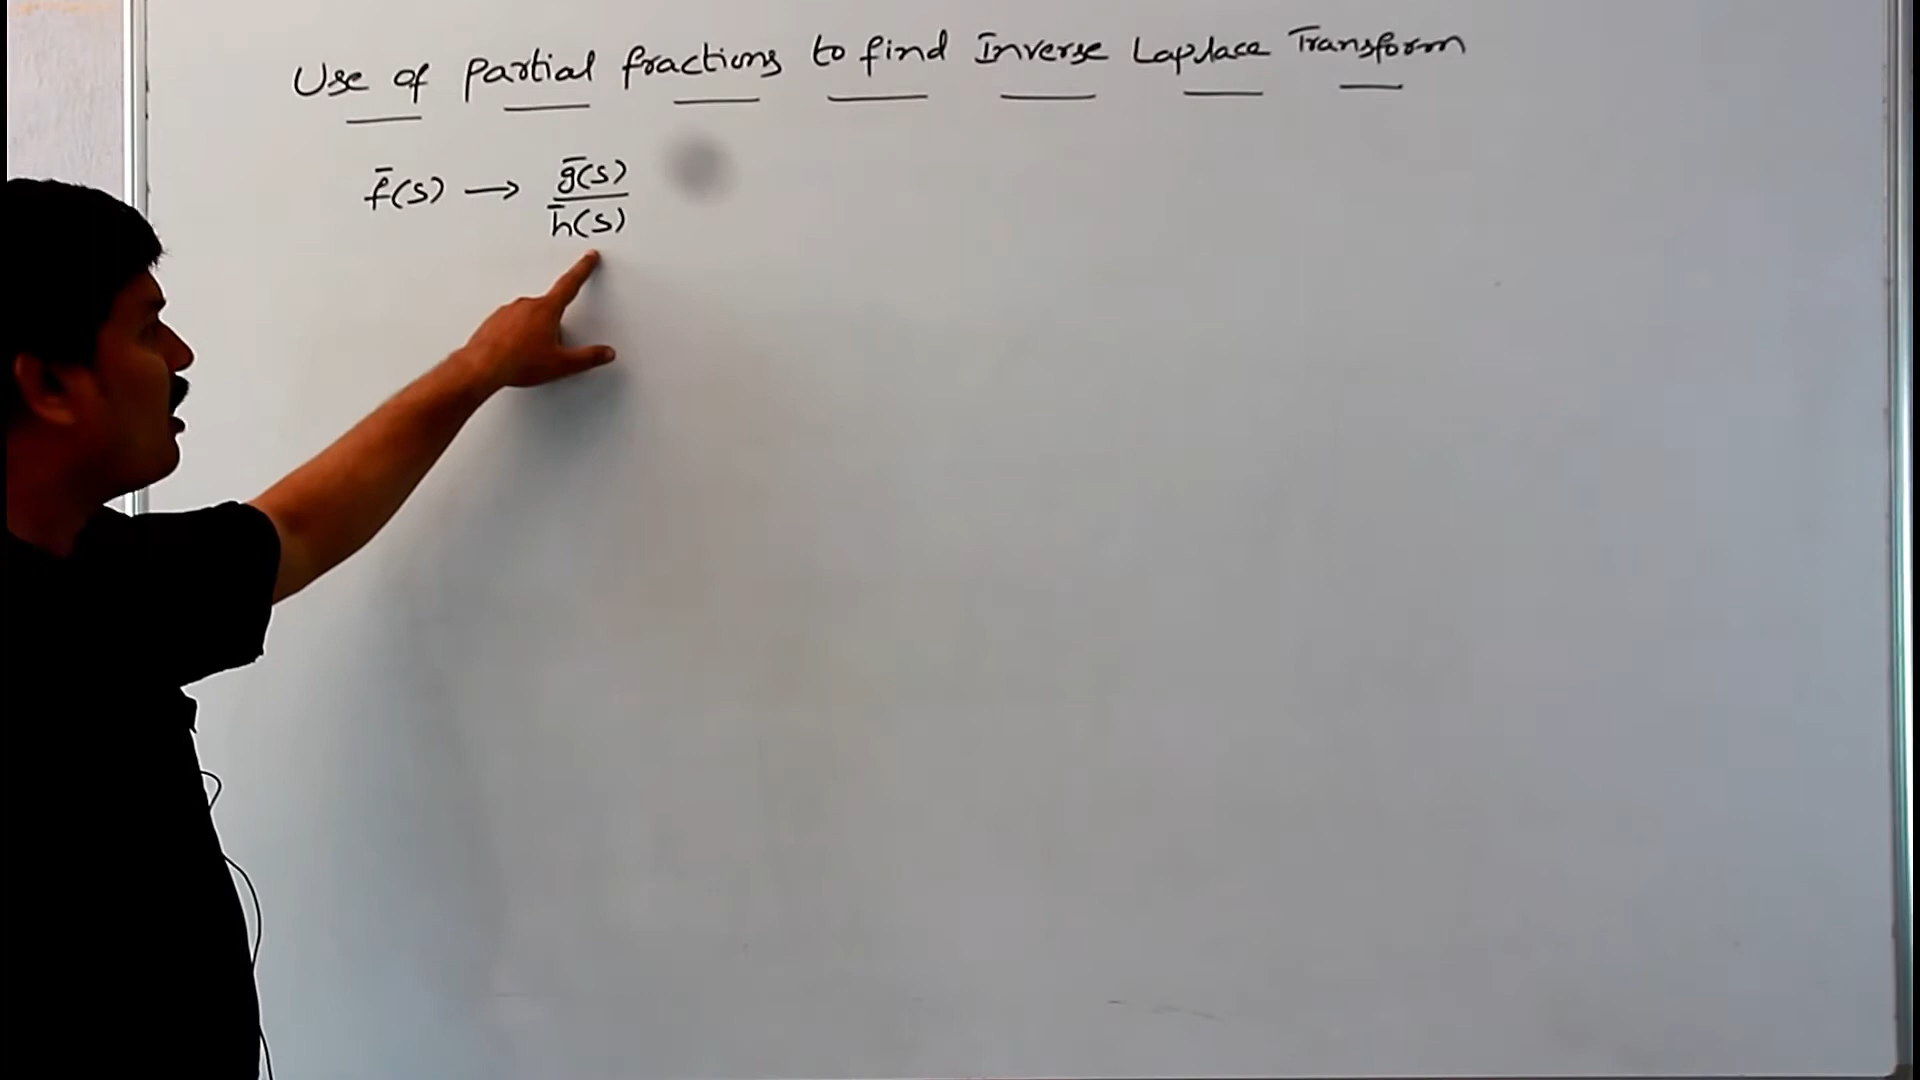 Use of Partial fractions to find Inverse Laplace Transform
f̄(s) → ḡ(s)/h̄(s)